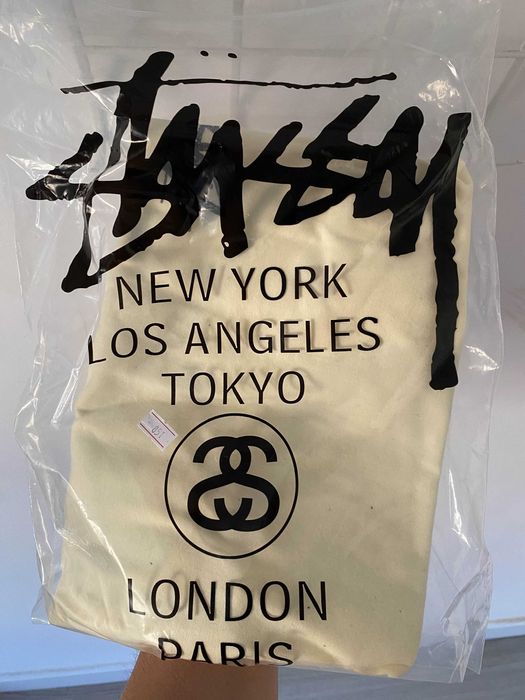 STÜSSY
NEW YORK
LOS ANGELES
TOKYO
LONDON
PARIS